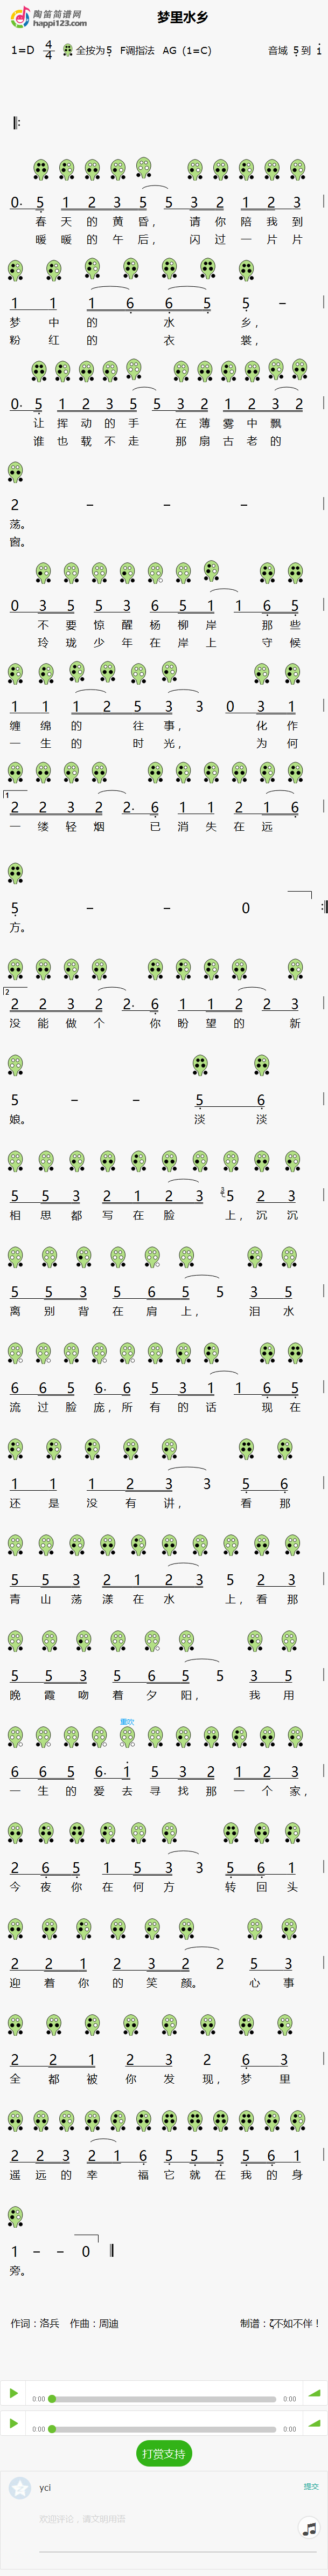 陶笛简谱网
happi123.com
梦里水乡
1=D 4/4 全按为5̣ F调指法 AG (1=C) 音域 5̣ 到 1̇
0· 5̣ 1 2 3 5 5 3 2 1 2 3
春 天 的 黄 昏， 请 你 陪 我 到
暖 暖 的 午 后， 闪 过 一 片 片
1 1 1 6̣ 6̣ 5̣ 5̣ －
梦 中 的 水 乡，
粉 红 的 衣 裳，
0· 5̣ 1 2 3 5 5 3 2 1 2 3 2
让 挥 动 的 手 在 薄 雾 中 飘
谁 也 载 不 走 那 扇 古 老 的
2 － － －
荡。
窗。
0 3 5 5 3 6 5 1 1 6̣ 5̣
不 要 惊 醒 杨 柳 岸 那 些
玲 珑 少 年 在 岸 上 守 候
1 1 1 2 5 3 3 0 3 1
缠 绵 的 往 事， 化 作
一 生 的 时 光， 为 何
1
2 2 3 2 2· 6̣ 1 1 2 1 6̣
一 缕 轻 烟 已 消 失 在 远
5̣ － － 0
方。
2
2 2 3 2 2· 6̣ 1 1 2 2 3
没 能 做 个 你 盼 望 的 新
5 － － 5̣ 6̣
娘。 淡 淡
5 5 3 2 1 2 3 3 5 2 3
相 思 都 写 在 脸 上， 沉 沉
5 5 3 5 6 5 5 3 5
离 别 背 在 肩 上， 泪 水
6 6 5 6· 6 5 3 1 1 6̣ 5̣
流 过 脸 庞， 所 有 的 话 现 在
1 1 1 2 3 3 5̣ 6̣
还 是 没 有 讲， 看 那
5 5 3 2 1 2 3 5 2 3
青 山 荡 漾 在 水 上， 看 那
5 5 3 5 6 5 5 3 5
晚 霞 吻 着 夕 阳， 我 用
重吹
6 6 5 6· 1̇ 5 3 2 1 2 3
一 生 的 爱 去 寻 找 那 一 个 家，
2 6̣ 5̣ 1 5 3 3 5̣ 6̣ 1
今 夜 你 在 何 方 转 回 头
2 2 1 2 3 2 2 5 3
迎 着 你 的 笑 颜。 心 事
2 2 1 2 3 2 6̣ 3
全 都 被 你 发 现， 梦 里
2 2 3 2 1 6̣ 5̣ 5̣ 5̣ 5̣ 6̣ 1
遥 远 的 幸 福 它 就 在 我 的 身
1 － － 0
旁。
作词：洛兵 作曲：周迪 制谱：ζ不如不伴！
0:00 0:00
0:00 0:00
打赏支持
yci 提交
欢迎评论，请文明用语